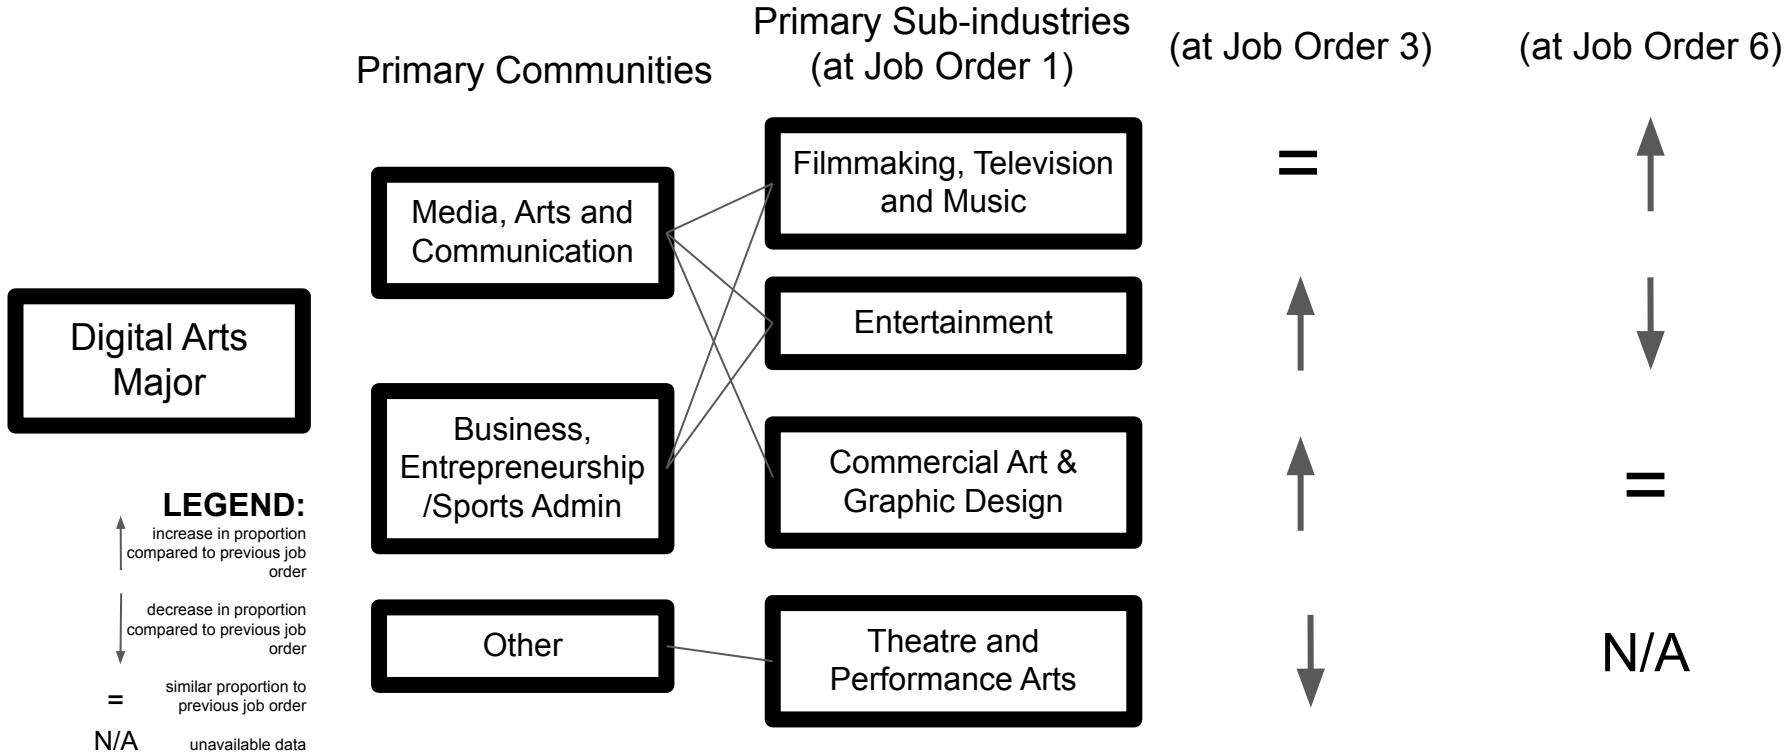 Primary Communities
Primary Sub-industries
(at Job Order 1)
(at Job Order 3)
(at Job Order 6)
Digital Arts
Major
Media, Arts and
Communication
Business,
Entrepreneurship
/Sports Admin
Other
Filmmaking, Television
and Music
=
Entertainment
Commercial Art &
Graphic Design
=
Theatre and
Performance Arts
N/A
LEGEND:
increase in proportion
compared to previous job
order
decrease in proportion
compared to previous job
order
= similar proportion to
previous job order
N/A unavailable data